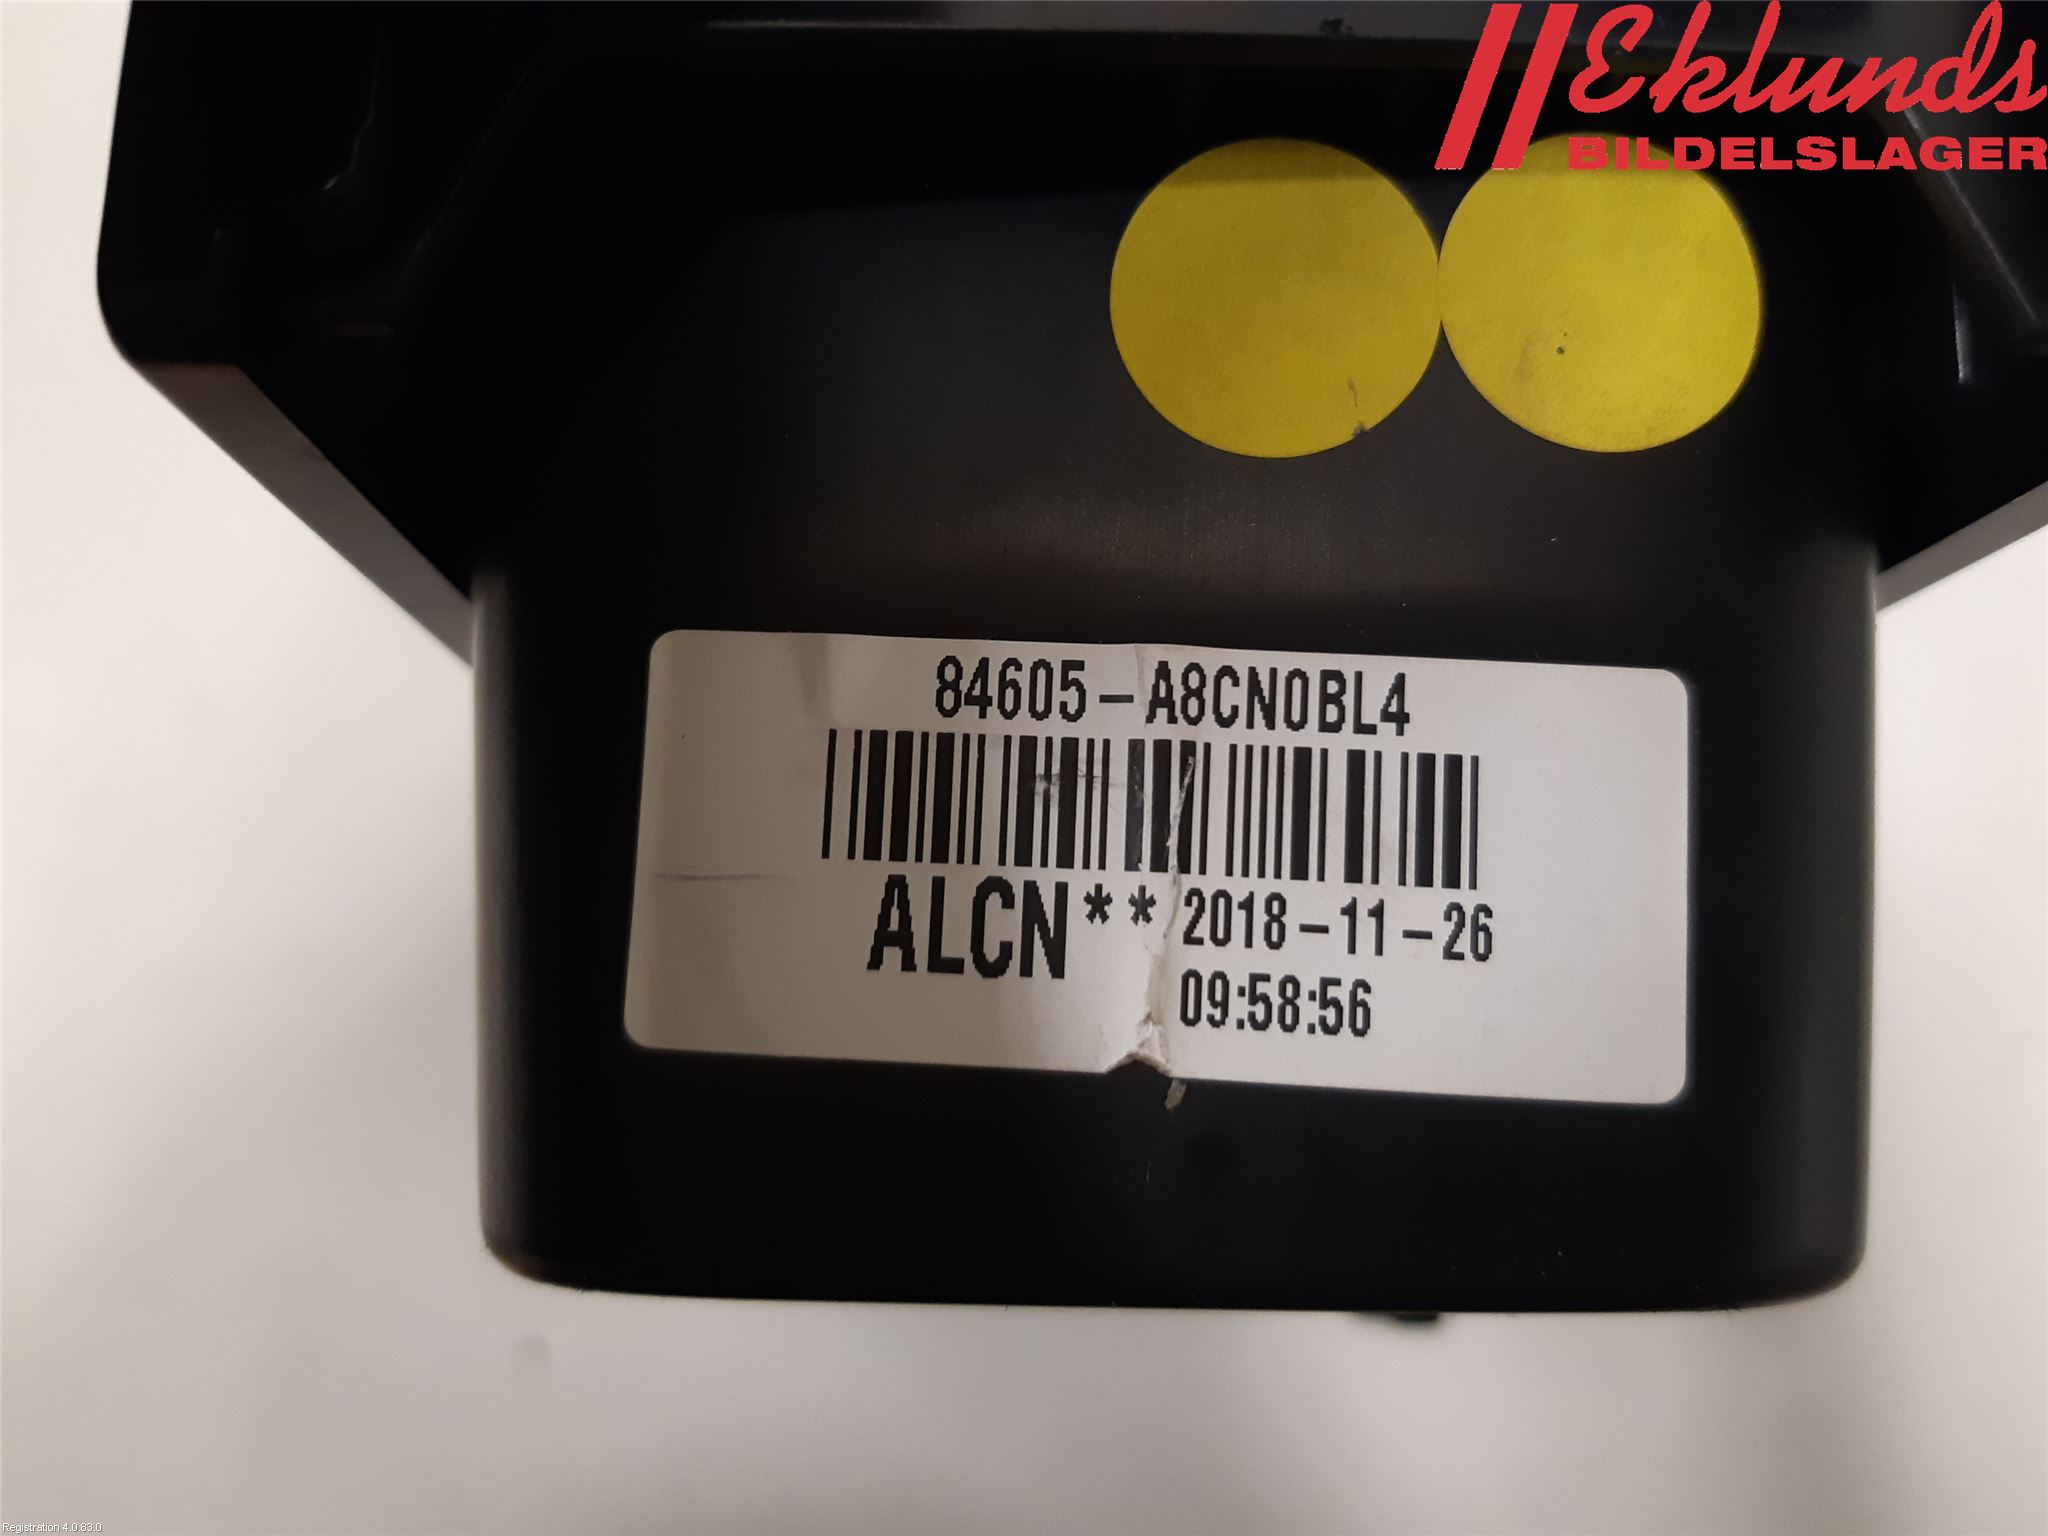 Eklunds
BILDELSLAGER
84605-A8CN0BL4
ALCN** 2018-11-26
09:58:56
Registration 4.0.83.0